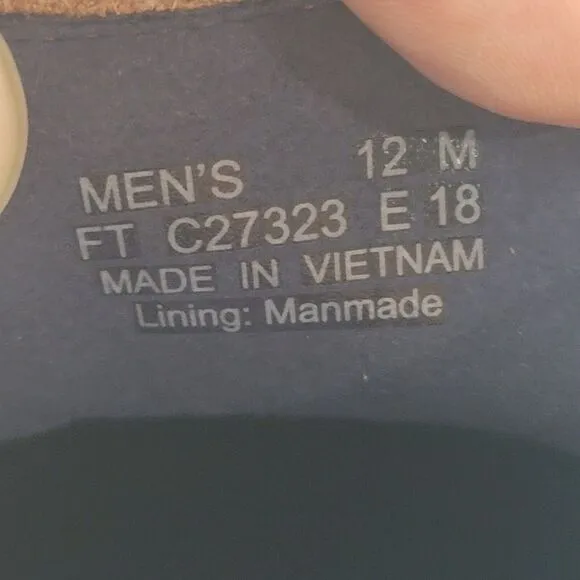 MEN'S 12 M
FT C27323 E 18
MADE IN VIETNAM
Lining: Manmade